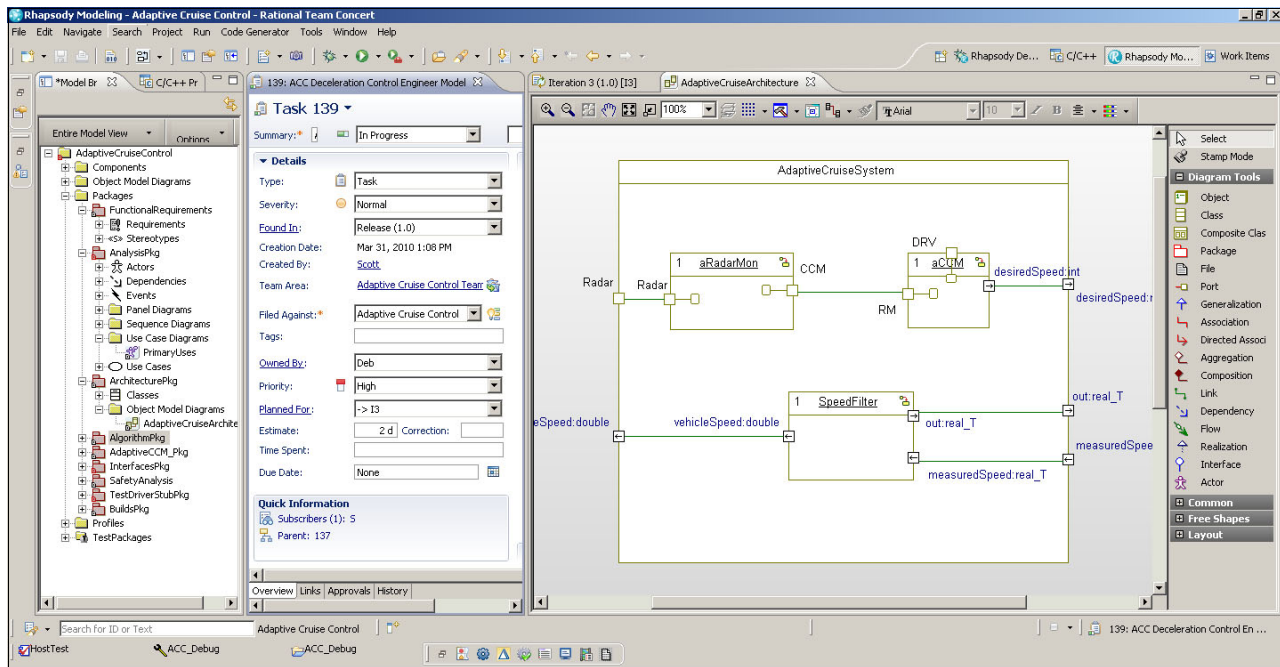 Rhapsody Modeling - Adaptive Cruise Control - Rational Team Concert
File Edit Navigate Search Project Run Code Generator Tools Window Help
Rhapsody De... C/C++ Rhapsody Mo... Work Items
*Model Br C/C++ Pr
Entire Model View Options
AdaptiveCruiseControl
Components
Object Model Diagrams
Packages
FunctionalRequirements
Requirements
«S» Stereotypes
AnalysisPkg
Actors
Dependencies
Events
Panel Diagrams
Sequence Diagrams
Use Case Diagrams
PrimaryUses
Use Cases
ArchitecturePkg
Classes
Object Model Diagrams
AdaptiveCruiseArchite
AlgorithmPkg
AdaptiveCCM_Pkg
InterfacesPkg
SafetyAnalysis
TestDriverStubPkg
BuildsPkg
Profiles
TestPackages
139: ACC Deceleration Control Engineer Model
Task 139
Summary:* In Progress
Details
Type: Task
Severity: Normal
Found In: Release (1.0)
Creation Date: Mar 31, 2010 1:08 PM
Created By: Scott
Team Area: Adaptive Cruise Control Tear
Filed Against:* Adaptive Cruise Control
Tags:
Owned By: Deb
Priority: High
Planned For: -> I3
Estimate: 2 d Correction:
Time Spent:
Due Date: None
Quick Information
Subscribers (1): S
Parent: 137
Overview Links Approvals History
Iteration 3 (1.0) [I3] AdaptiveCruiseArchitecture
100% Arial 10 B
AdaptiveCruiseSystem
DRV
1 aRadarMon
CCM
1 aCCM
desiredSpeed:int
Radar
Radar
RM
desiredSpeed:r
1 SpeedFilter
out:real_T
eSpeed:double
vehicleSpeed:double
out:real_T
measuredSpee
measuredSpeed:real_T
Select
Stamp Mode
Diagram Tools
Object
Class
Composite Clas
Package
File
Port
Generalization
Association
Directed Associ
Aggregation
Composition
Link
Dependency
Flow
Realization
Interface
Actor
Common
Free Shapes
Layout
Search for ID or Text Adaptive Cruise Control 139: ACC Deceleration Control En ...
HostTest ACC_Debug ACC_Debug